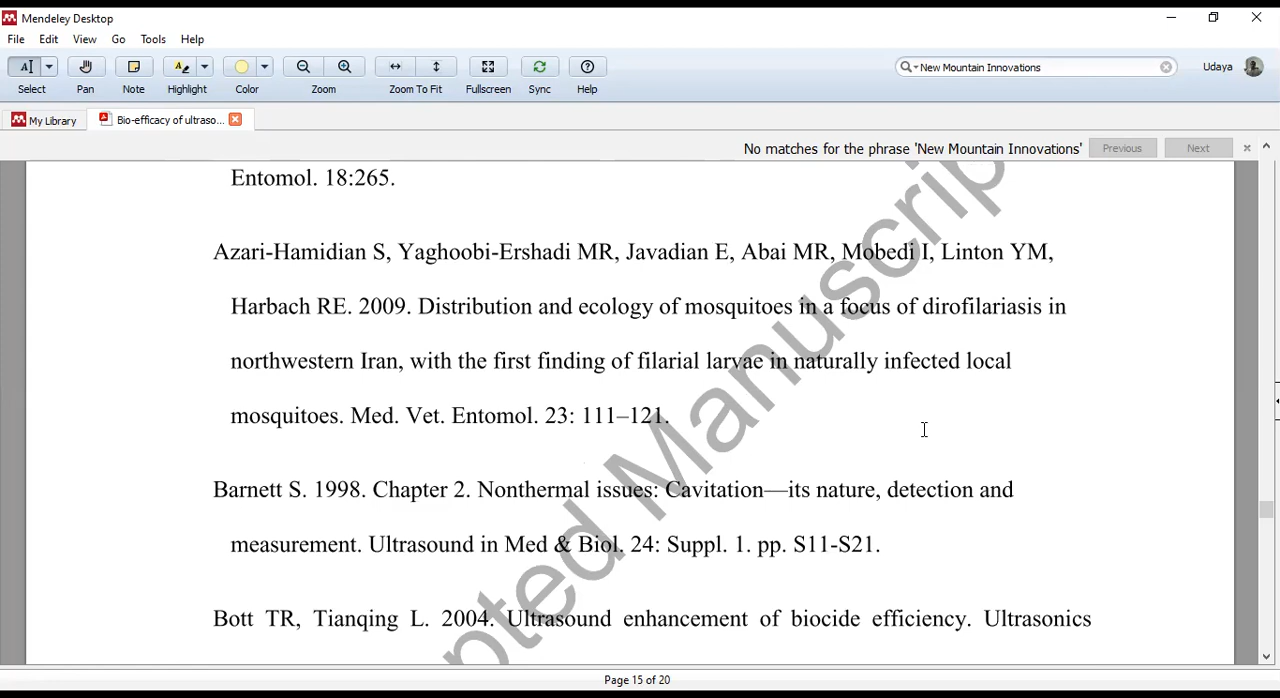 Mendeley Desktop
File Edit View Go Tools Help
Select Pan Note Highlight Color Zoom Zoom To Fit Fullscreen Sync Help
New Mountain Innovations
Udaya
My Library
Bio-efficacy of ultraso...
No matches for the phrase 'New Mountain Innovations'
Previous
Next
Entomol. 18:265.
Azari-Hamidian S, Yaghoobi-Ershadi MR, Javadian E, Abai MR, Mobedi I, Linton YM,
Harbach RE. 2009. Distribution and ecology of mosquitoes in a focus of dirofilariasis in
northwestern Iran, with the first finding of filarial larvae in naturally infected local
mosquitoes. Med. Vet. Entomol. 23: 111–121.
Barnett S. 1998. Chapter 2. Nonthermal issues: Cavitation—its nature, detection and
measurement. Ultrasound in Med & Biol. 24: Suppl. 1. pp. S11-S21.
Bott TR, Tianqing L. 2004. Ultrasound enhancement of biocide efficiency. Ultrasonics
pted Manuscrip
Page 15 of 20